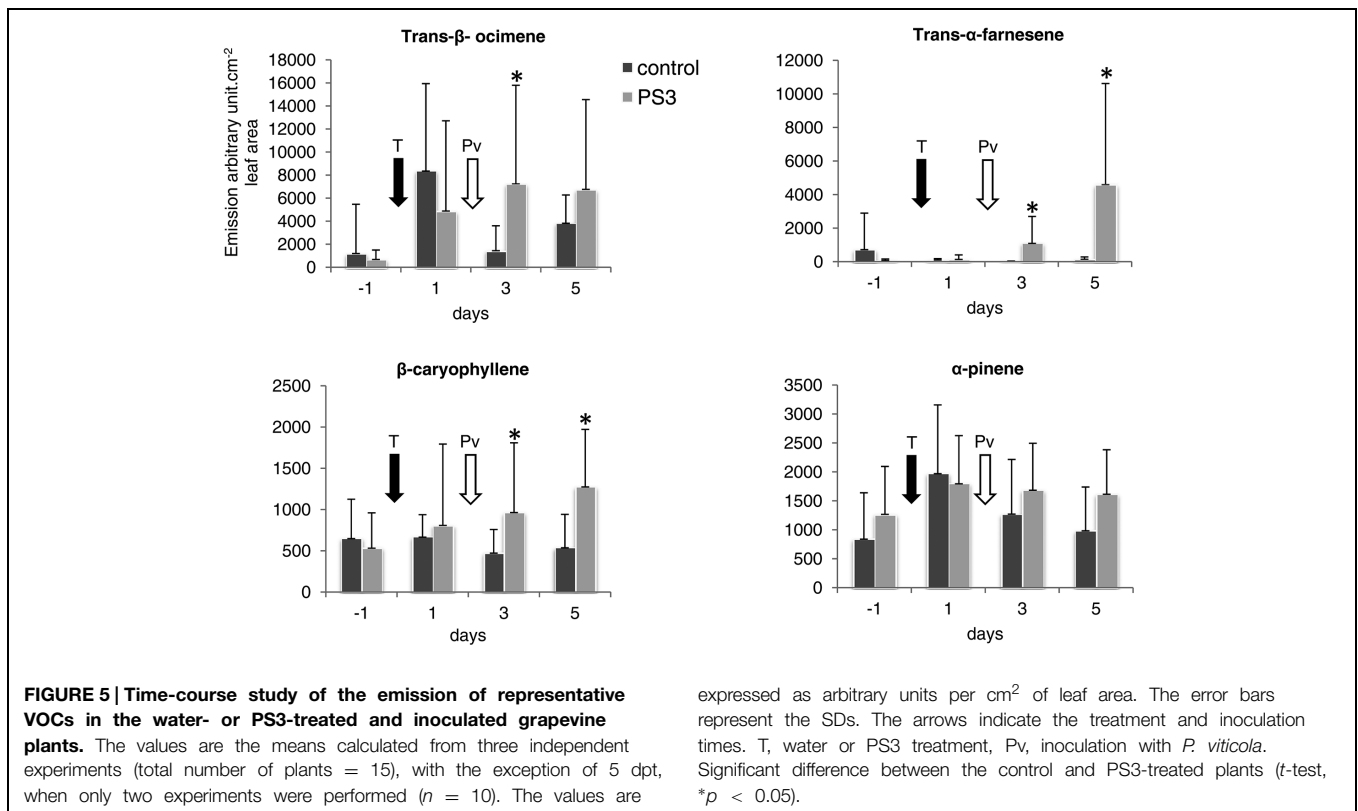 Trans-β- ocimene
Emission arbitrary unit.cm-2
leaf area
18000
16000
14000
12000
10000
8000
6000
4000
2000
0
T
Pv
*
-1 1 3 5
days
control
PS3
Trans-α-farnesene
12000
10000
8000
6000
4000
2000
0
T
Pv
*
*
-1 1 3 5
days
β-caryophyllene
2500
2000
1500
1000
500
0
T
Pv
*
*
-1 1 3 5
days
α-pinene
3500
3000
2500
2000
1500
1000
500
0
T
Pv
-1 1 3 5
days
FIGURE 5 | Time-course study of the emission of representative
VOCs in the water- or PS3-treated and inoculated grapevine
plants. The values are the means calculated from three independent
experiments (total number of plants = 15), with the exception of 5 dpt,
when only two experiments were performed (n = 10). The values are
expressed as arbitrary units per cm2 of leaf area. The error bars
represent the SDs. The arrows indicate the treatment and inoculation
times. T, water or PS3 treatment, Pv, inoculation with P. viticola.
Significant difference between the control and PS3-treated plants (t-test,
*p < 0.05).